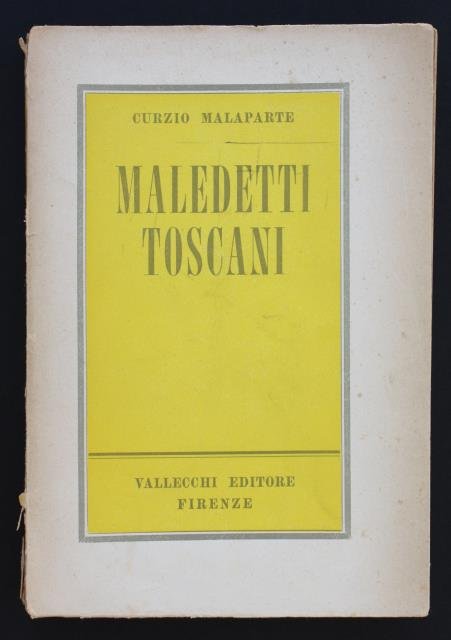 CURZIO MALAPARTE
MALEDETTI
TOSCANI
VALLECCHI EDITORE
FIRENZE